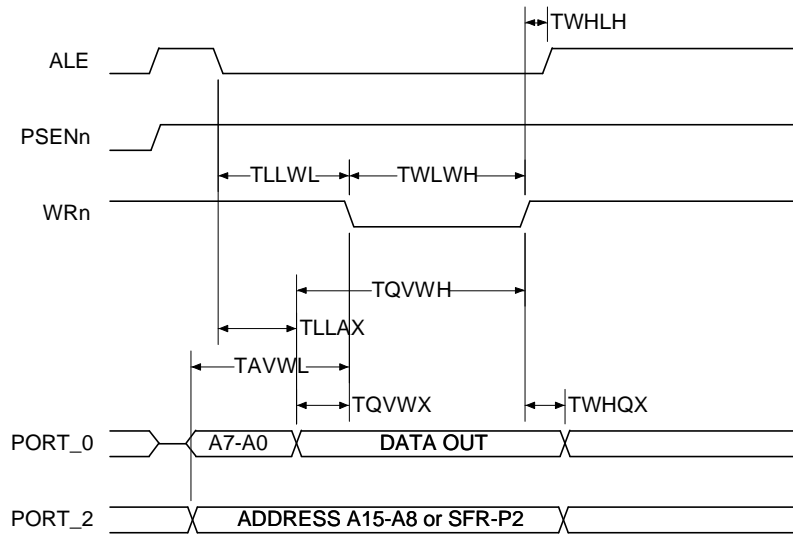 TWHLH
ALE
PSENn
TLLWL TWLWH
WRn
TQVWH
TLLAX
TAVWL
TQVWX TWHQX
PORT_0 A7-A0 DATA OUT
PORT_2 ADDRESS A15-A8 or SFR-P2